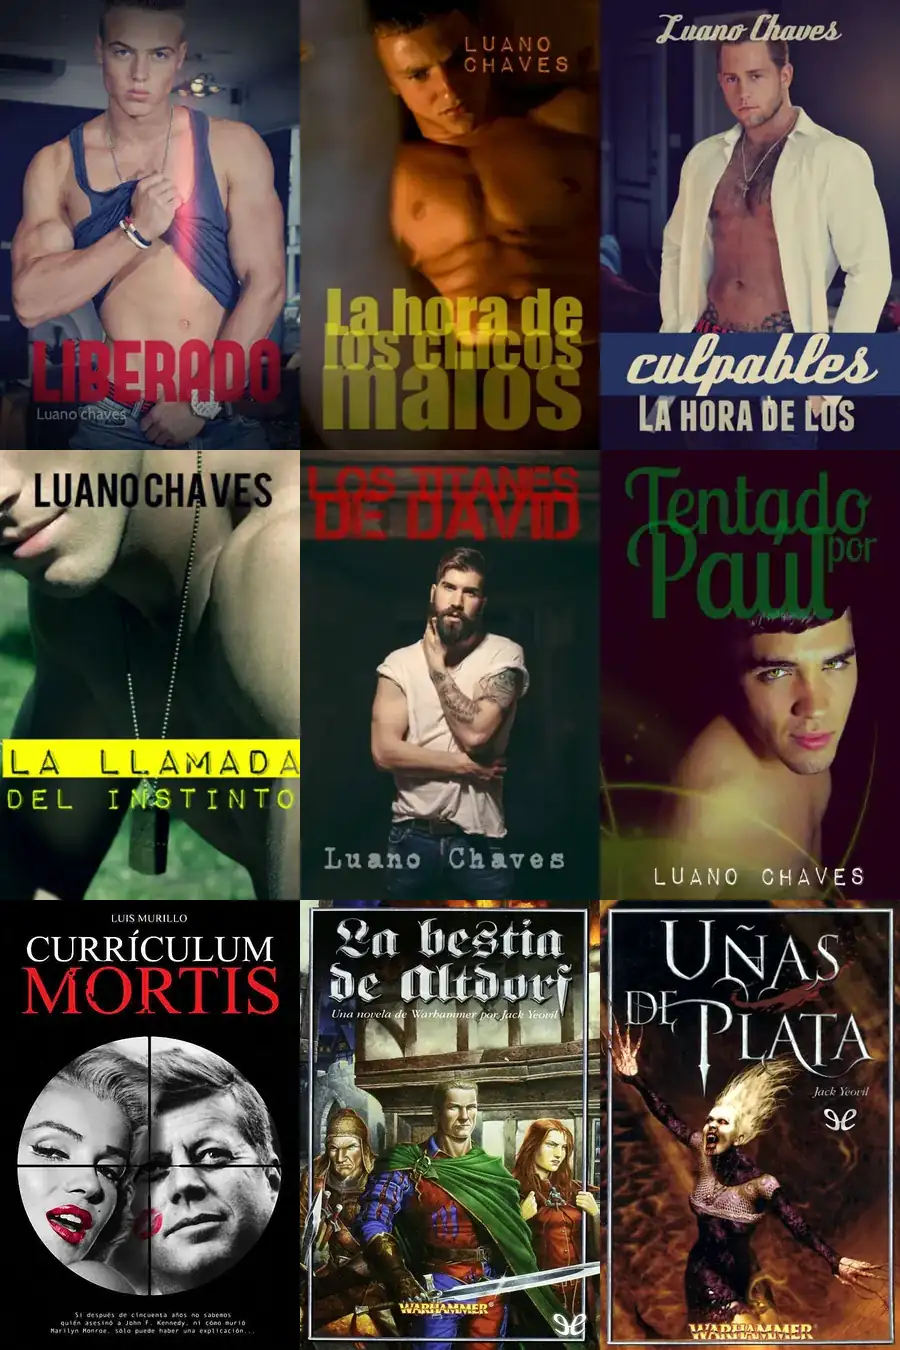 LIBERADO
Luano chaves
LUANO
CHAVES
La hora de
los chicos
malos
Luano Chaves
culpables
LA HORA DE LOS
LUANO CHAVES
LA LLAMADA
DEL INSTINTO
LOS TITANES
DE DAVID
Luano Chaves
Tentado
por
Paúl
LUANO CHAVES
LUIS MURILLO
CURRÍCULUM
MORTIS
Si después de cincuenta años no sabemos
quién asesinó a John F. Kennedy, ni cómo murió
Marilyn Monroe, sólo puede haber una explicación...
La bestia
de Altdorf
Una novela de Warhammer por Jack Yeovil
WARHAMMER
UÑAS
DE PLATA
Jack Yeovil
WARHAMMER